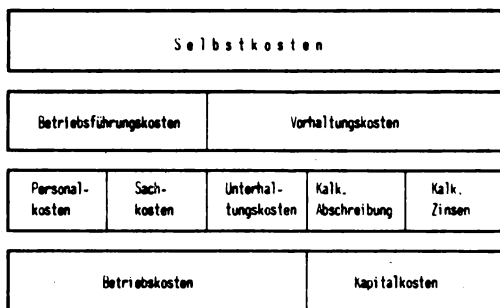 Selbstkosten
Betriebsführungskosten Vorhaltungskosten
Personal- Sach- Unterhal- Kalk. Kalk.
kosten kosten tungskosten Abschreibung Zinsen
Betriebskosten Kapitalkosten